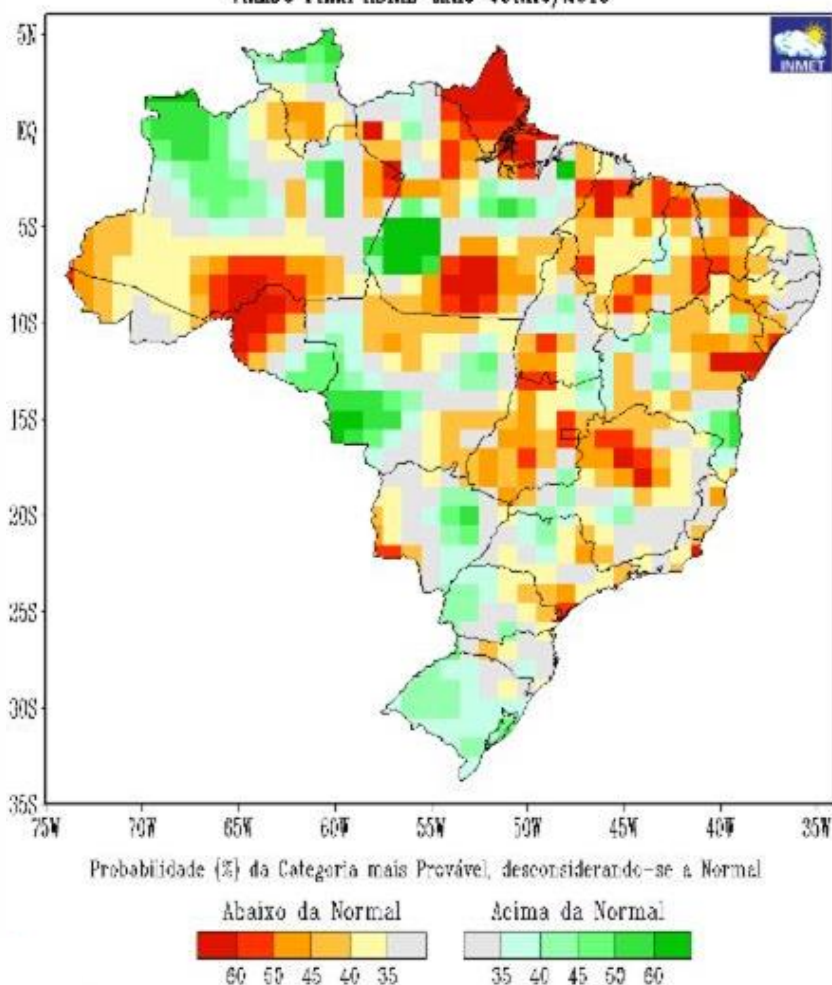 INMET
5N
EQ
5S
10S
15S
20S
25S
30S
35S
75W 70W 65W 60W 55W 50W 45W 40W 35W
Probabilidade (%) da Categoria mais Provável, desconsiderando-se a Normal
Abaixo da Normal Acima da Normal
60 50 45 40 35 35 40 45 50 60